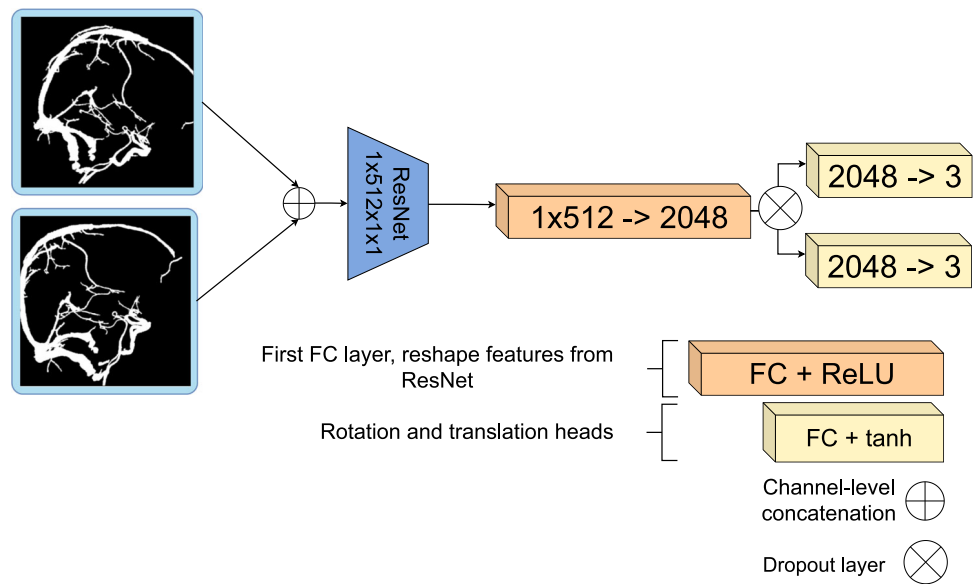 ResNet
1x512x1x1
1x512 -> 2048
2048 -> 3
2048 -> 3
First FC layer, reshape features from
ResNet
FC + ReLU
Rotation and translation heads
FC + tanh
Channel-level
concatenation
Dropout layer